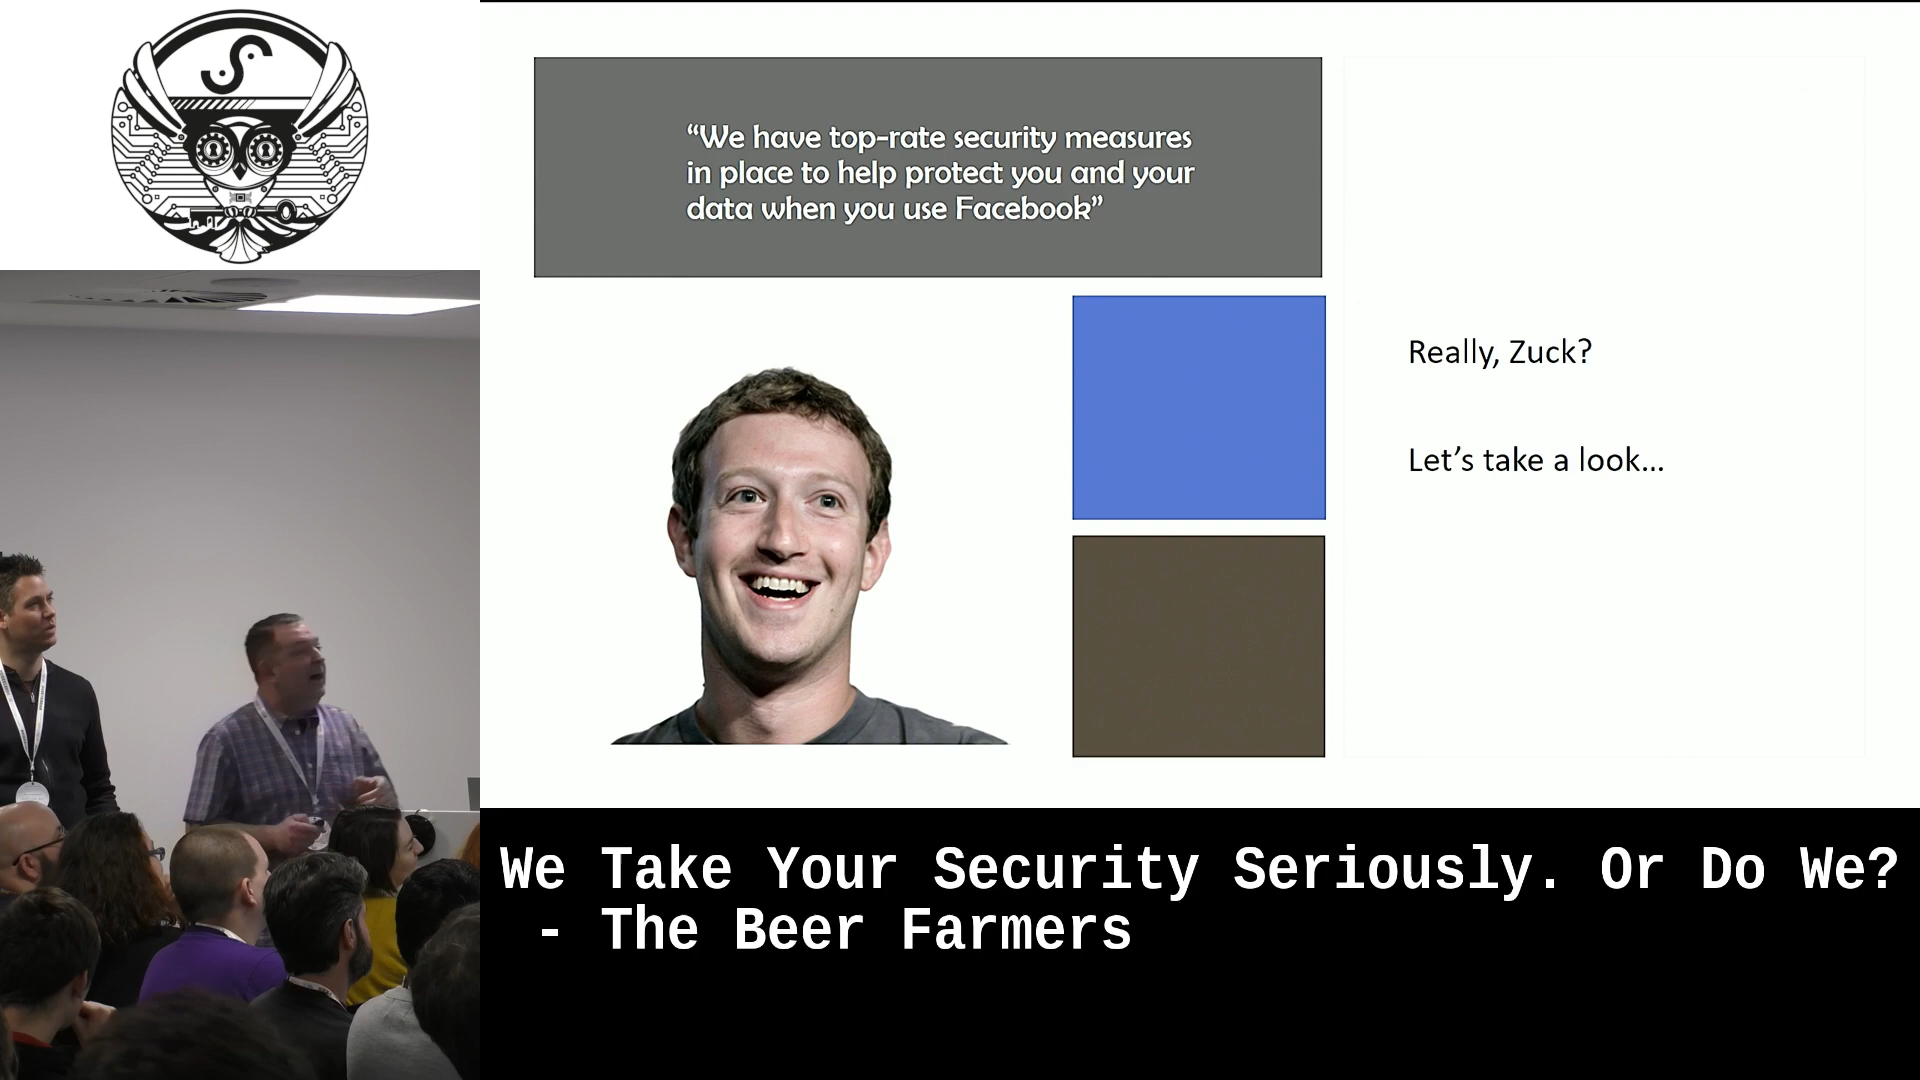 “We have top-rate security measures
in place to help protect you and your
data when you use Facebook”
Really, Zuck?
Let’s take a look...
We Take Your Security Seriously. Or Do We?
- The Beer Farmers